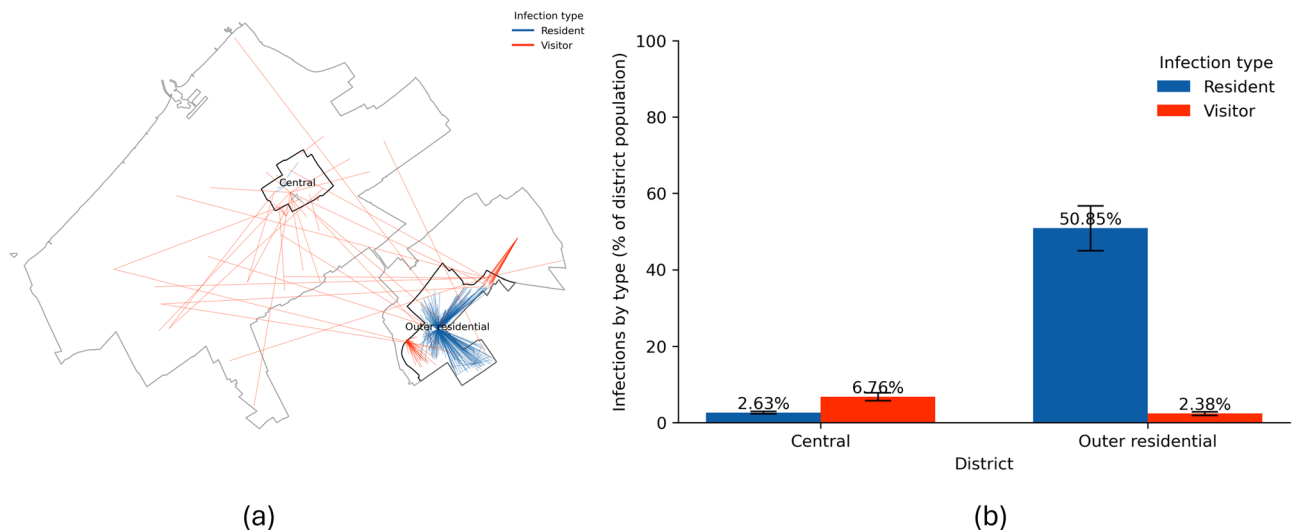 Infection type
Resident
Visitor
Central
Outer residential
(a)
Infections by type (% of district population)
100
80
60
40
20
0
Infection type
Resident
Visitor
2.63%
6.76%
50.85%
2.38%
Central
Outer residential
District
(b)